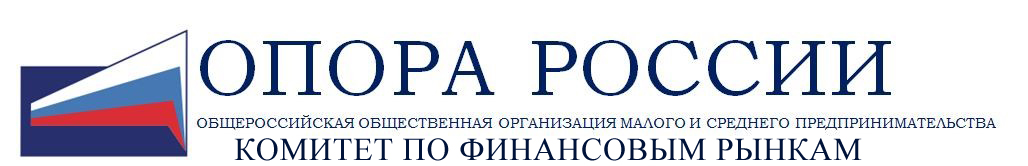 ОПОРА РОССИИ
ОБЩЕРОССИЙСКАЯ ОБЩЕСТВЕННАЯ ОРГАНИЗАЦИЯ МАЛОГО И СРЕДНЕГО ПРЕДПРИНИМАТЕЛЬСТВА
КОМИТЕТ ПО ФИНАНСОВЫМ РЫНКАМ